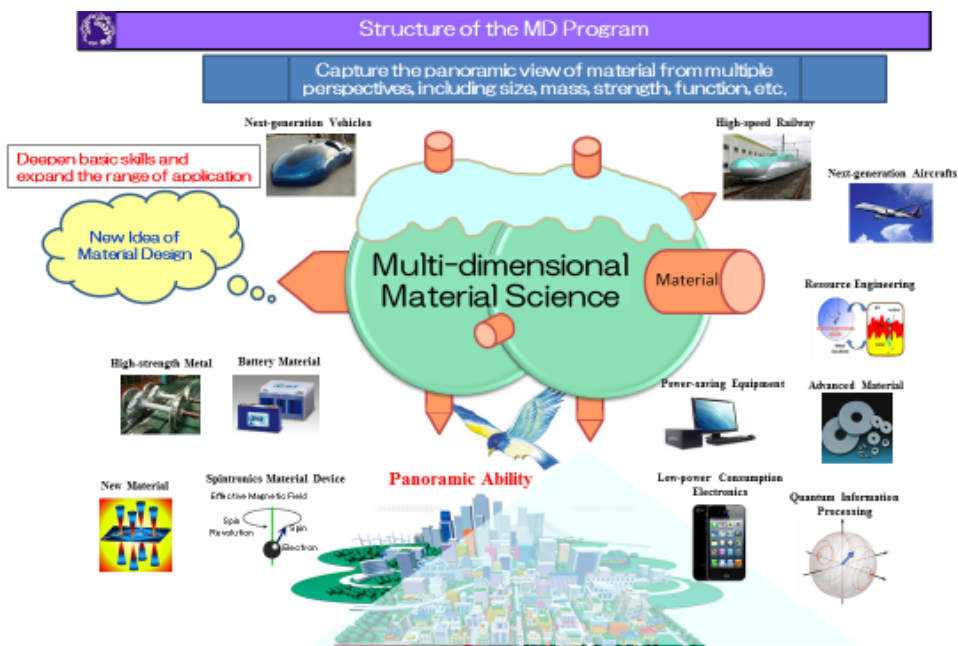 Structure of the MD Program
Capture the panoramic view of material from multiple
perspectives, including size, mass, strength, function, etc.
Next-generation Vehicles
High-speed Railway
Deepen basic skills and
expand the range of application
Next-generation Aircrafts
New Idea of
Material Design
Multi-dimensional
Material Science
Material
Resource Engineering
High-strength Metal
Battery Material
Power-saving Equipment
Advanced Material
New Material
Spintronics Material Device
Effective Magnetic Field
Spin
Revolution
Spin
Electron
Panoramic Ability
Low-power Consumption
Electronics
Quantum Information
Processing